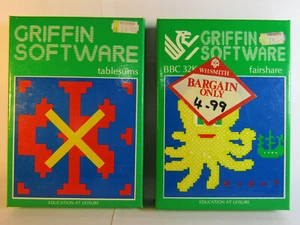 GRIFFIN
SOFTWARE
tablesums
EDUCATION AT LEISURE
GRIFFIN
SOFTWARE
BBC 32K
fairshare
WHSMITH
BARGAIN
ONLY
4.99
EDUCATION AT LEISURE